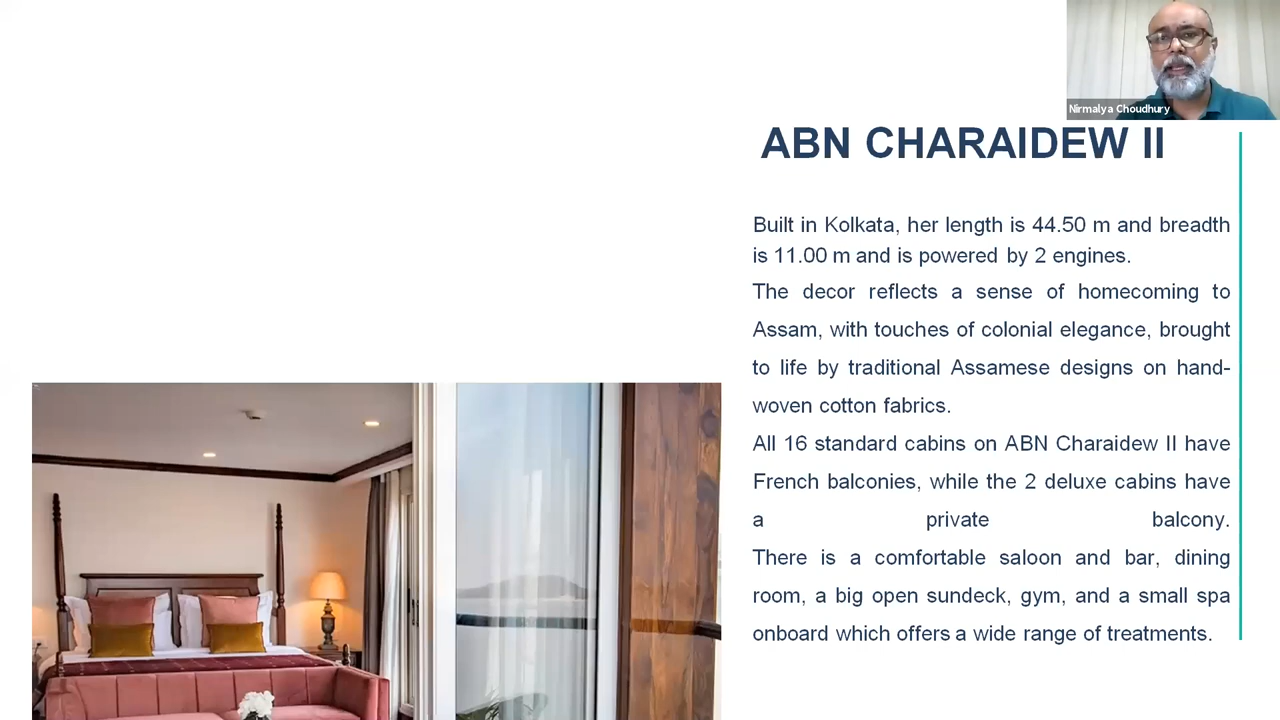 Nirmalya Choudhury
ABN CHARAIDEW II
Built in Kolkata, her length is 44.50 m and breadth
is 11.00 m and is powered by 2 engines.
The decor reflects a sense of homecoming to
Assam, with touches of colonial elegance, brought
to life by traditional Assamese designs on hand-
woven cotton fabrics.
All 16 standard cabins on ABN Charaidew II have
French balconies, while the 2 deluxe cabins have
a private balcony.
There is a comfortable saloon and bar, dining
room, a big open sundeck, gym, and a small spa
onboard which offers a wide range of treatments.